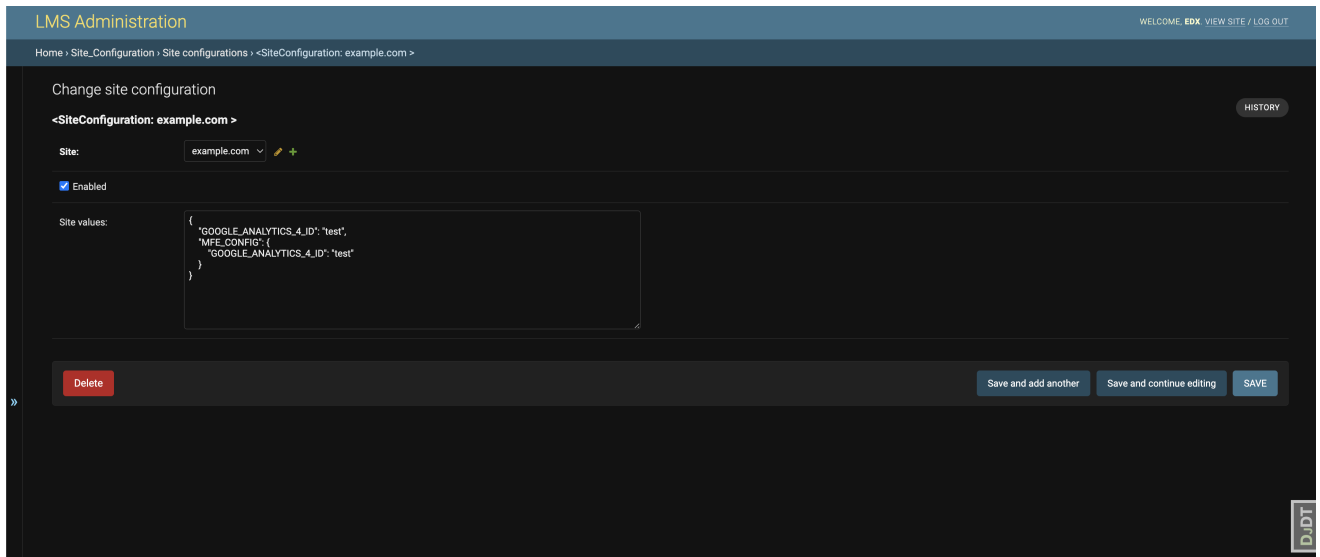 LMS Administration
WELCOME, EDX. VIEW SITE / LOG OUT
Home › Site_Configuration › Site configurations › <SiteConfiguration: example.com >
Change site configuration
HISTORY
<SiteConfiguration: example.com >
Site:
example.com
Enabled
Site values:
{
"GOOGLE_ANALYTICS_4_ID": "test",
"MFE_CONFIG": {
"GOOGLE_ANALYTICS_4_ID": "test"
}
}
Delete
Save and add another
Save and continue editing
SAVE
»
DJDT